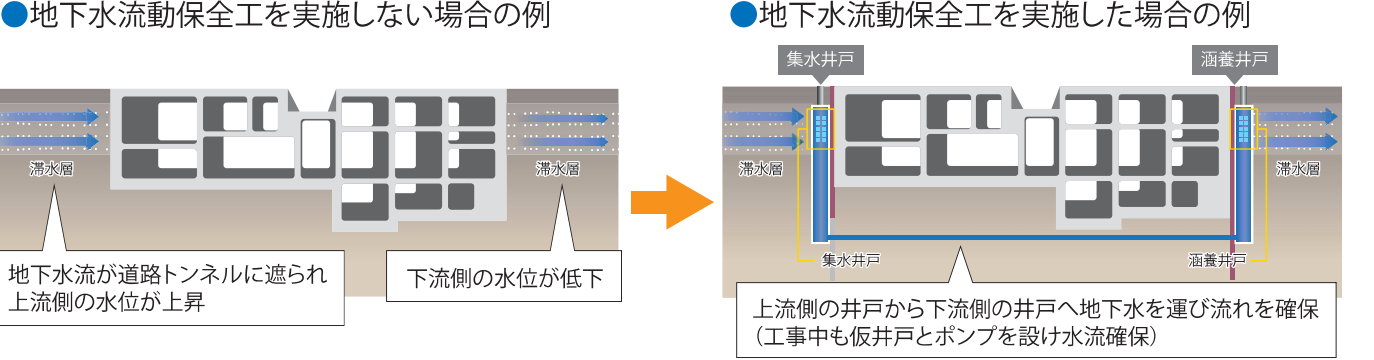 ●地下水流動保全工を実施しない場合の例
滞水層
滞水層
地下水流が道路トンネルに遮られ
上流側の水位が上昇
下流側の水位が低下
●地下水流動保全工を実施した場合の例
集水井戸
涵養井戸
滞水層
滞水層
集水井戸
涵養井戸
上流側の井戸から下流側の井戸へ地下水を運び流れを確保
（工事中も仮井戸とポンプを設け水流確保）